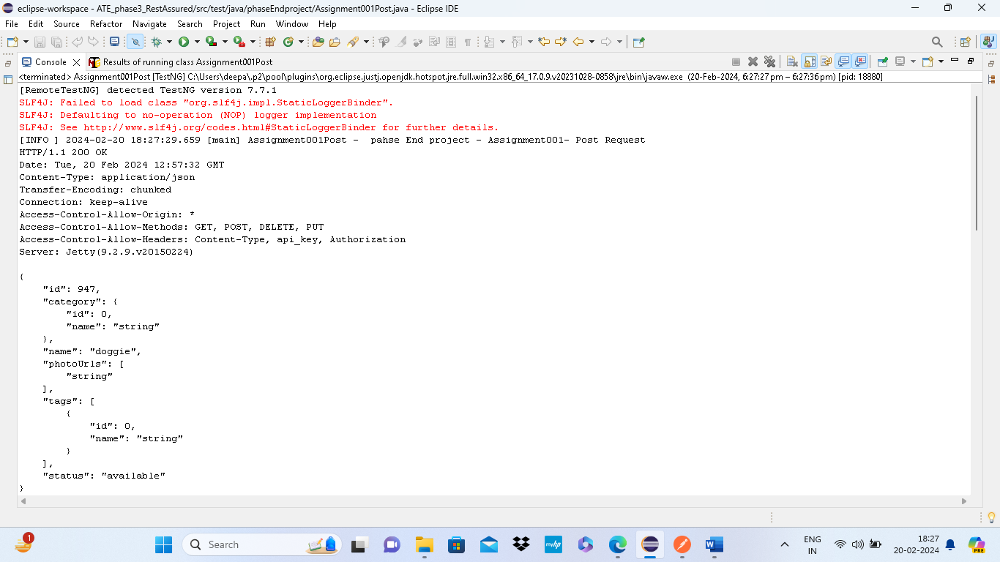 eclipse-workspace - ATE_phase3_RestAssured/src/test/java/phaseEndproject/Assignment001Post.java - Eclipse IDE
File Edit Source Refactor Navigate Search Project Run Window Help
Console Results of running class Assignment001Post
<terminated> Assignment001Post [TestNG] C:\Users\deepa\.p2\pool\plugins\org.eclipse.justj.openjdk.hotspot.jre.full.win32.x86_64_17.0.9.v20231028-0858\jre\bin\javaw.exe (20-Feb-2024, 6:27:27 pm – 6:27:36 pm) [pid: 18880]
[RemoteTestNG] detected TestNG version 7.7.1
SLF4J: Failed to load class "org.slf4j.impl.StaticLoggerBinder".
SLF4J: Defaulting to no-operation (NOP) logger implementation
SLF4J: See http://www.slf4j.org/codes.html#StaticLoggerBinder for further details.
[INFO ] 2024-02-20 18:27:29.659 [main] Assignment001Post - pahse End project - Assignment001- Post Request
HTTP/1.1 200 OK
Date: Tue, 20 Feb 2024 12:57:32 GMT
Content-Type: application/json
Transfer-Encoding: chunked
Connection: keep-alive
Access-Control-Allow-Origin: *
Access-Control-Allow-Methods: GET, POST, DELETE, PUT
Access-Control-Allow-Headers: Content-Type, api_key, Authorization
Server: Jetty(9.2.9.v20150224)
{
"id": 947,
"category": {
"id": 0,
"name": "string"
},
"name": "doggie",
"photoUrls": [
"string"
],
"tags": [
{
"id": 0,
"name": "string"
}
],
"status": "available"
}
1
Search
myhp
ENG
IN
18:27
20-02-2024
PRE